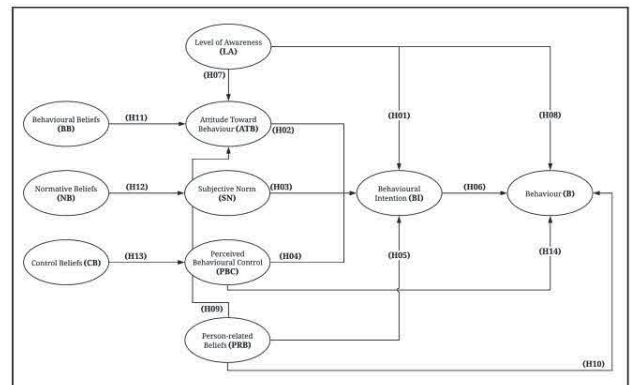 Level of Awareness
(LA)
(H07)
(H01)
(H08)
Behavioural Beliefs
(BB)
(H11)
Attitude Toward
Behaviour (ATB)
(H02)
Normative Beliefs
(NB)
(H12)
Subjective Norm
(SN)
(H03)
Behavioural
Intention (BI)
(H06)
Behaviour (B)
Control Beliefs (CB)
(H13)
Perceived
Behavioural Control
(PBC)
(H04)
(H05)
(H14)
(H09)
Person-related
Beliefs (PRB)
(H10)